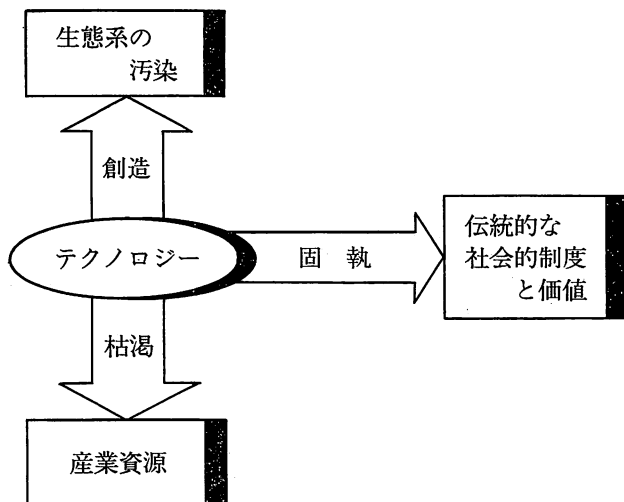 生態系の
汚染
創造
テクノロジー
固執
伝統的な
社会的制度
と価値
枯渇
産業資源